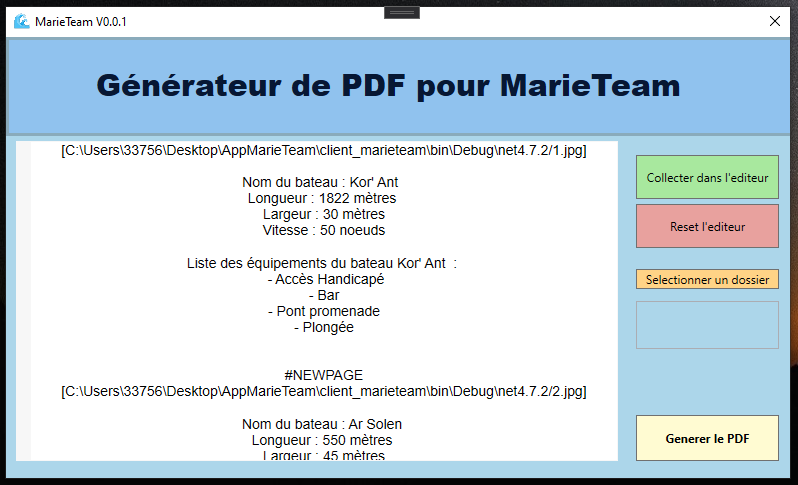 MarieTeam V0.0.1
Générateur de PDF pour MarieTeam
[C:\Users\33756\Desktop\AppMarieTeam\client_marieteam\bin\Debug\net4.7.2/1.jpg]
Nom du bateau : Kor' Ant
Longueur : 1822 mètres
Largeur : 30 mètres
Vitesse : 50 noeuds
Liste des équipements du bateau Kor' Ant  :
- Accès Handicapé
- Bar
- Pont promenade
- Plongée
#NEWPAGE
[C:\Users\33756\Desktop\AppMarieTeam\client_marieteam\bin\Debug\net4.7.2/2.jpg]
Nom du bateau : Ar Solen
Longueur : 550 mètres
Largeur : 45 mètres
Collecter dans l'editeur
Reset l'editeur
Selectionner un dossier
Generer le PDF